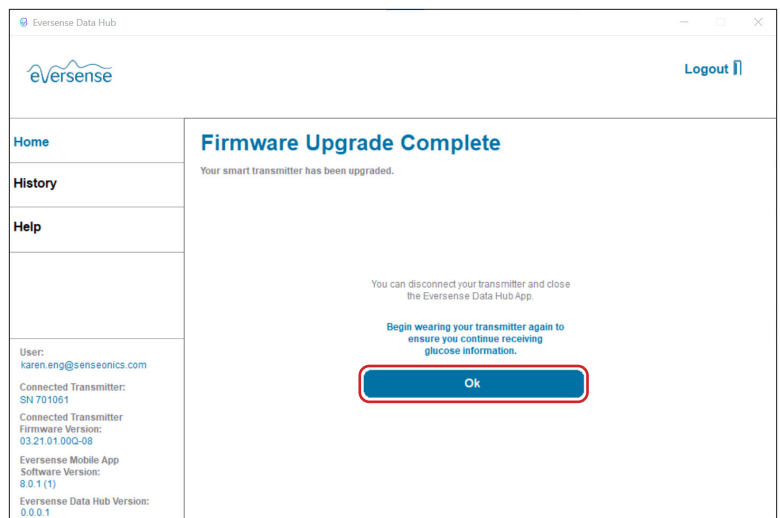 Eversense Data Hub
eversense
Logout
Home
History
Help
Firmware Upgrade Complete
Your smart transmitter has been upgraded.
You can disconnect your transmitter and close
the Eversense Data Hub App.
Begin wearing your transmitter again to
ensure you continue receiving
glucose information.
Ok
User:
karen.eng@senseonics.com
Connected Transmitter:
SN 701061
Connected Transmitter
Firmware Version:
03.21.01.00Q-08
Eversense Mobile App
Software Version:
8.0.1 (1)
Eversense Data Hub Version:
0.0.0.1